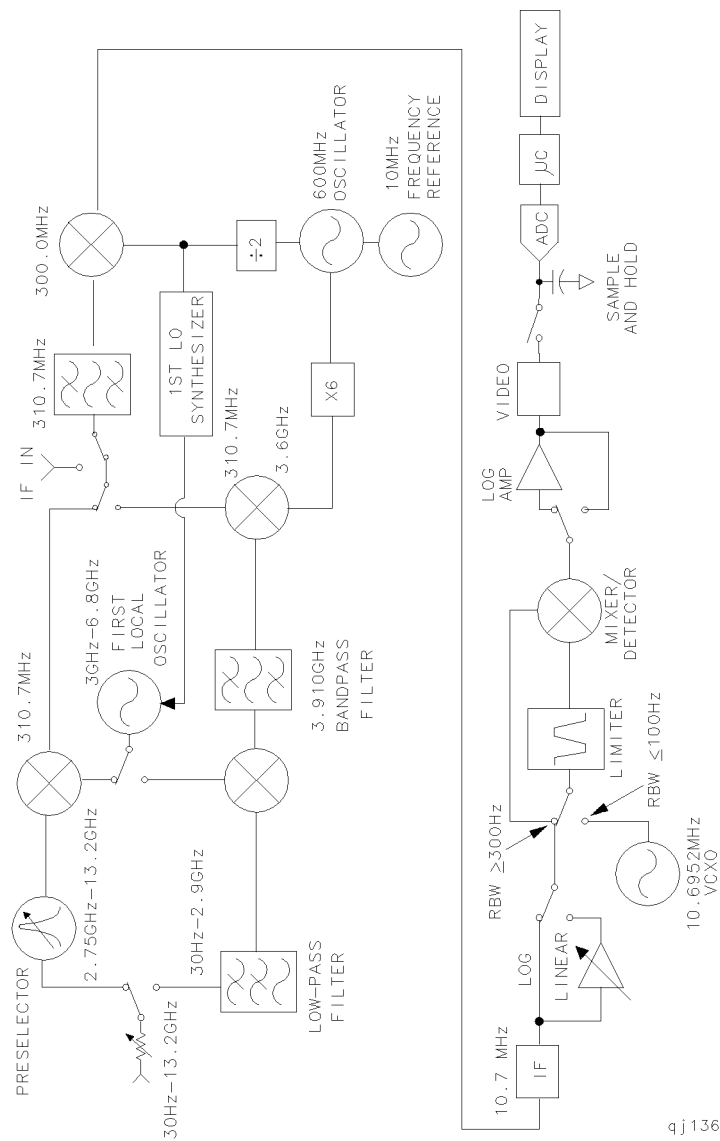 PRESELECTOR
2.75GHz-13.2GHz
310.7MHz
IF IN
310.7MHz
300.0MHz
30Hz-13.2GHz
30Hz-2.9GHz
LOW-PASS
FILTER
3GHz-6.8GHz
FIRST
LOCAL
OSCILLATOR
3.910GHz
BANDPASS
FILTER
1ST LO
SYNTHESIZER
310.7MHz
3.6GHz
X6
÷2
600MHz
OSCILLATOR
10MHz
FREQUENCY
REFERENCE
10.7 MHz
IF
LOG
LINEAR
RBW ≥300Hz
RBW ≤100Hz
10.6952MHz
VCXO
LIMITER
MIXER/
DETECTOR
LOG
AMP
VIDEO
SAMPLE
AND HOLD
ADC
µC
DISPLAY
qj136